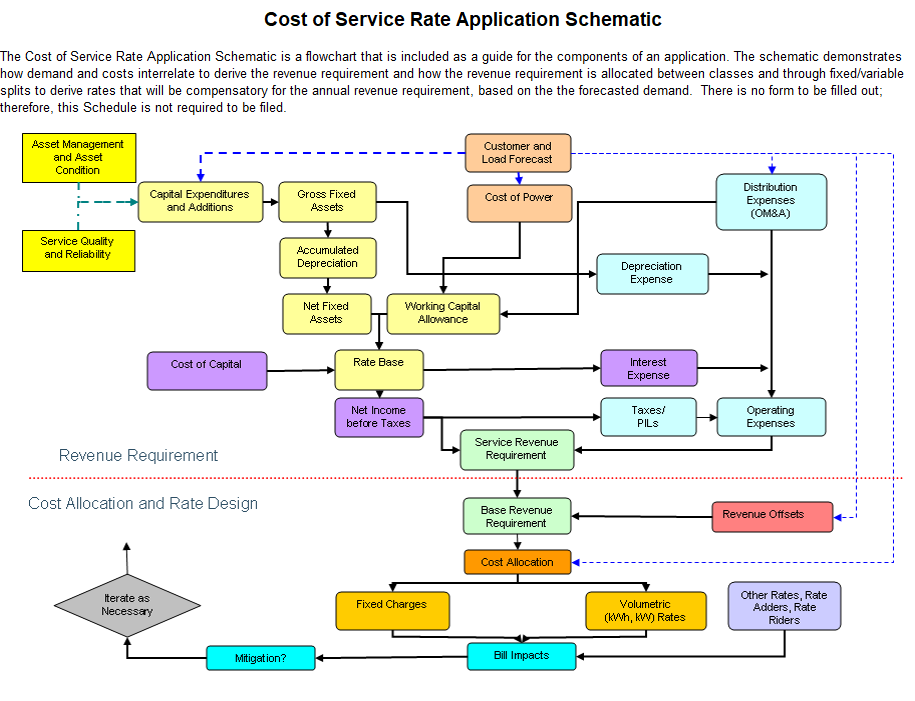 Cost of Service Rate Application Schematic
The Cost of Service Rate Application Schematic is a flowchart that is included as a guide for the components of an application. The schematic demonstrates
how demand and costs interrelate to derive the revenue requirement and how the revenue requirement is allocated between classes and through fixed/variable
splits to derive rates that will be compensatory for the annual revenue requirement, based on the the forecasted demand.  There is no form to be filled out;
therefore, this Schedule is not required to be filed.
Asset Management
and Asset
Condition
Customer and
Load Forecast
Capital Expenditures
and Additions
Gross Fixed
Assets
Cost of Power
Distribution
Expenses
(OM&A)
Service Quality
and Reliability
Accumulated
Depreciation
Depreciation
Expense
Net Fixed
Assets
Working Capital
Allowance
Cost of Capital
Rate Base
Interest
Expense
Net Income
before Taxes
Taxes/
PILs
Operating
Expenses
Service Revenue
Requirement
Revenue Requirement
Cost Allocation and Rate Design
Base Revenue
Requirement
Revenue Offsets
Cost Allocation
Iterate as
Necessary
Fixed Charges
Volumetric
(kWh, kW) Rates
Other Rates, Rate
Adders, Rate
Riders
Mitigation?
Bill Impacts